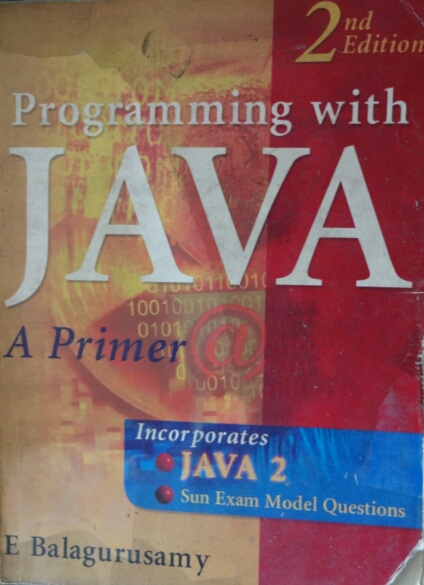 2nd
Edition
Programming with
JAVA
A Primer
@
Incorporates
JAVA 2
Sun Exam Model Questions
E Balagurusamy